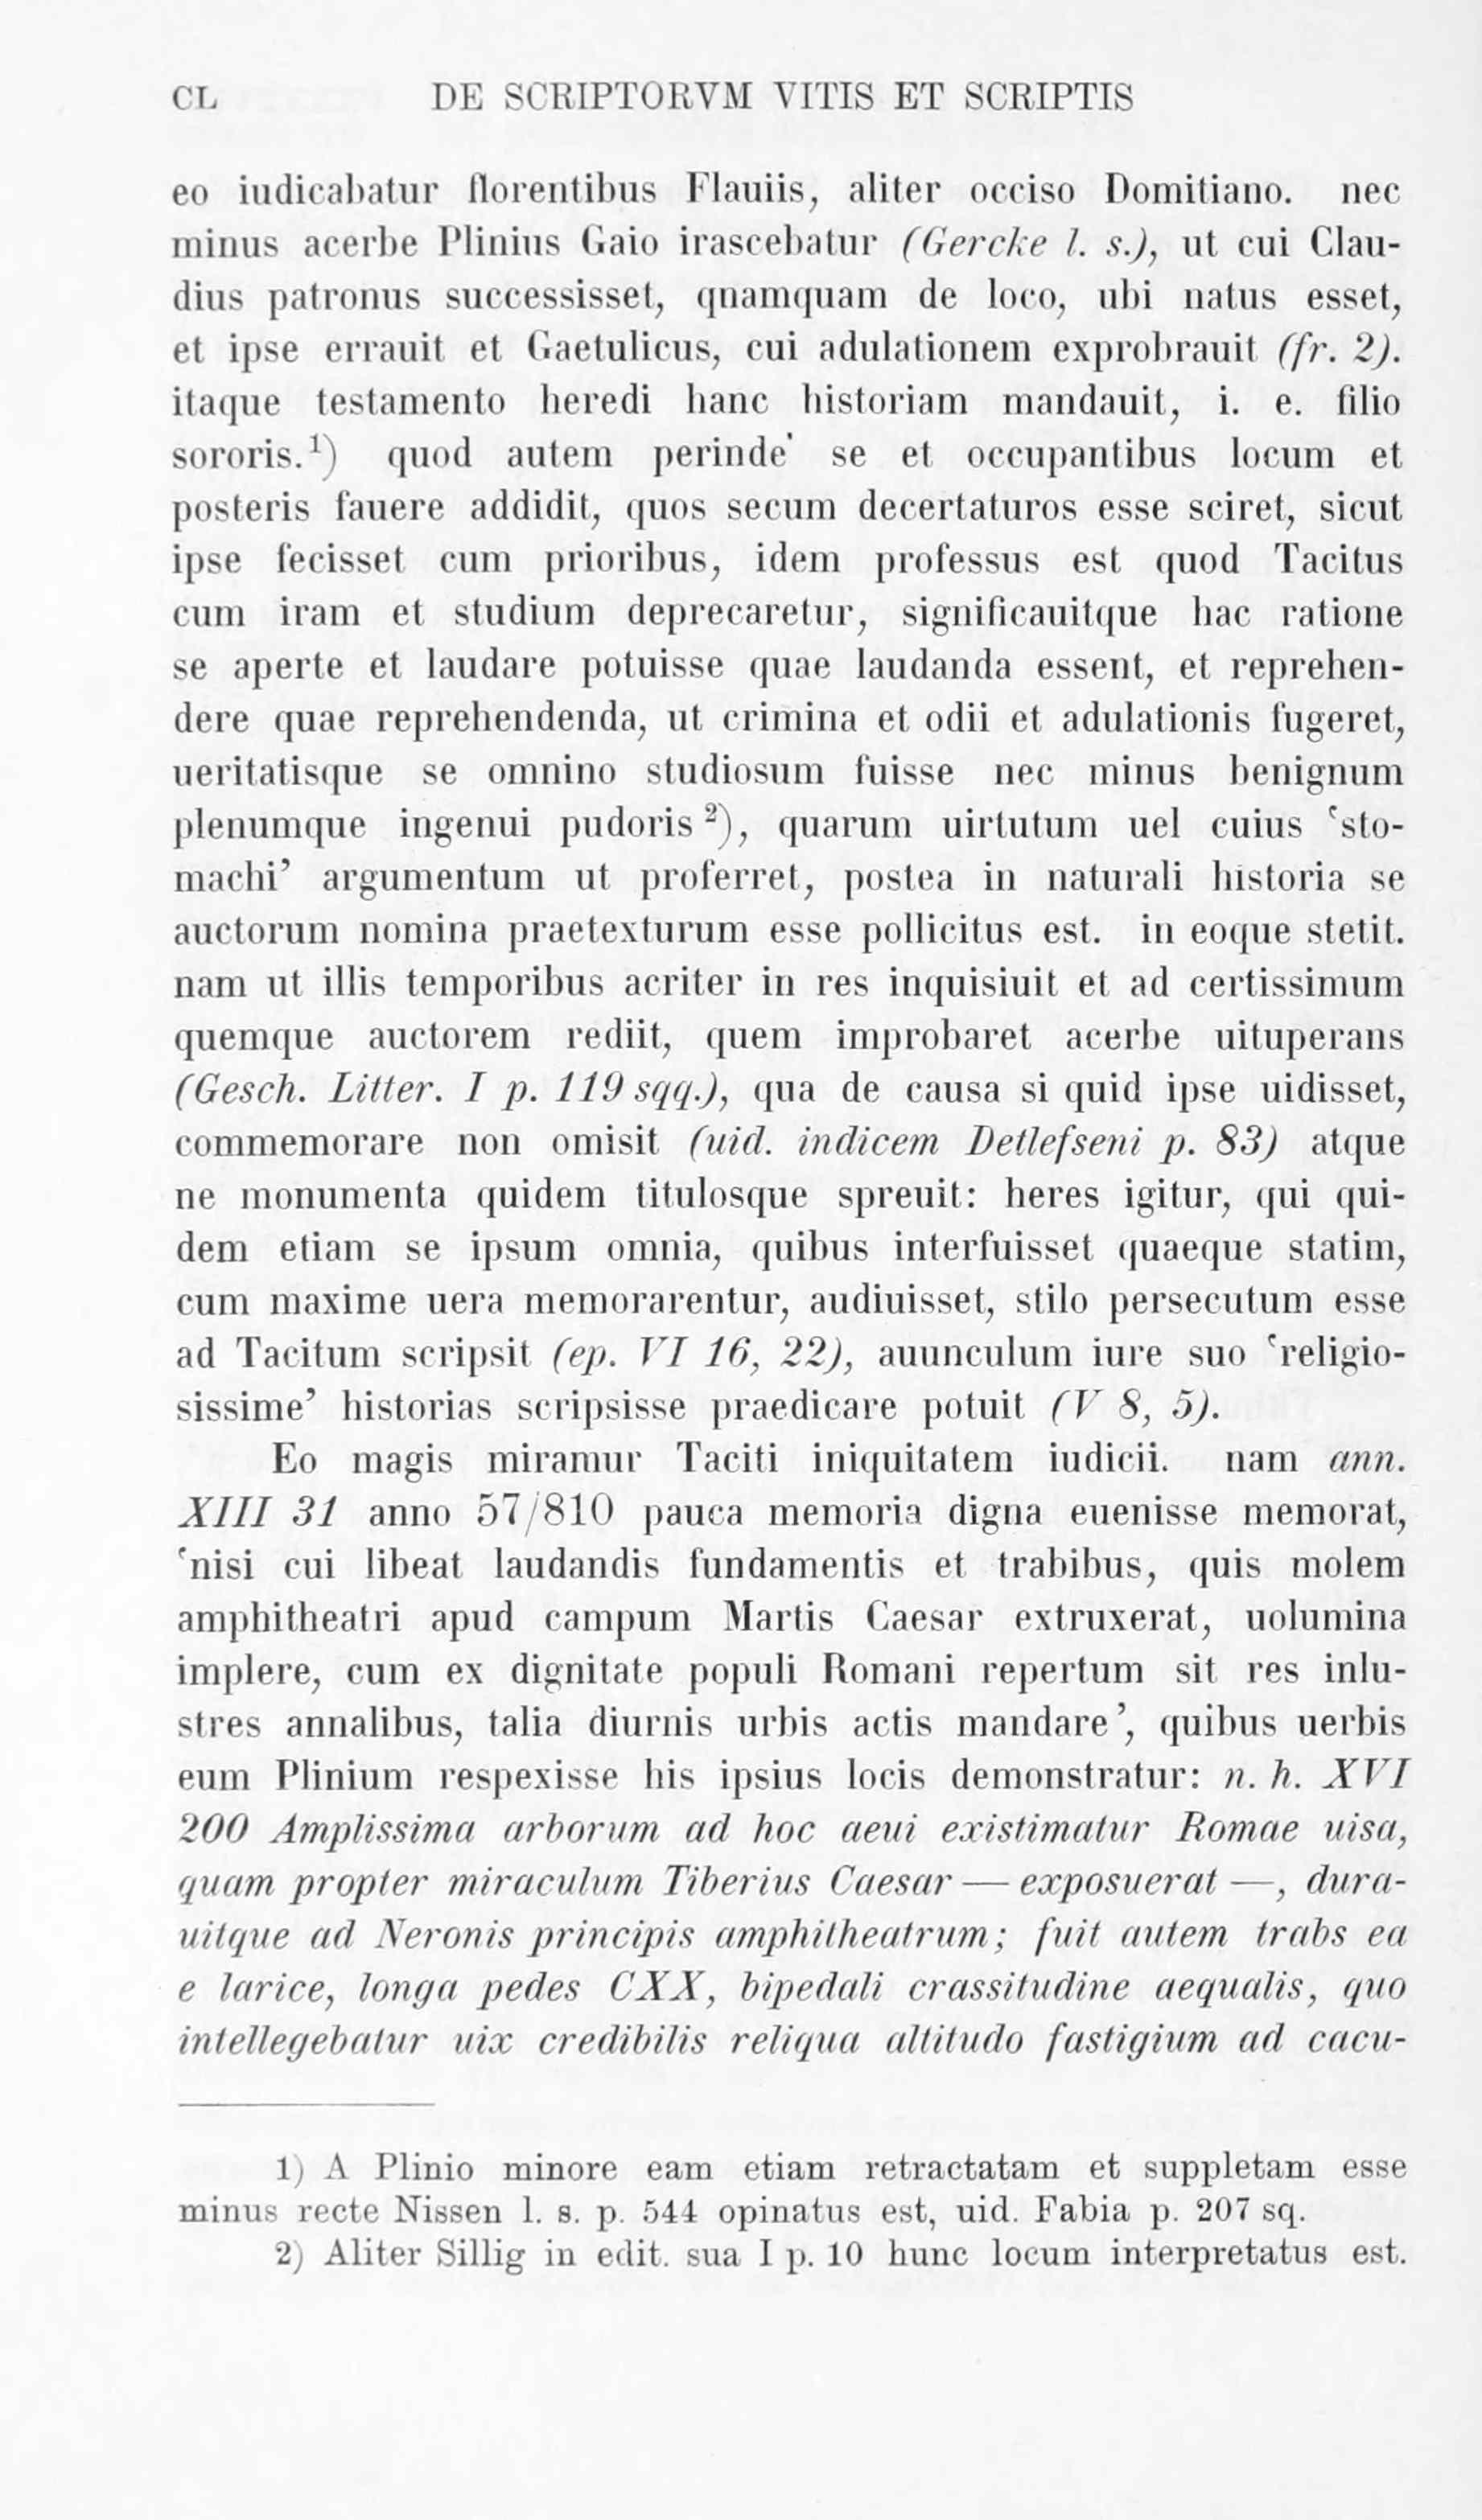 CL DE SCRIPTORVM VITIS ET SCRIPTIS
eo iudicabatur florentibus Flauiis, aliter occiso Domitiano. nec
minus acerbe Plinius Gaio irascebatur (Gercke l. s.), ut cui Clau-
dius patronus successisset, quamquam de loco, ubi natus esset,
et ipse errauit et Gaetulicus, cui adulationem exprobrauit (fr. 2).
itaque testamento heredi hanc historiam mandauit, i. e. filio
sororis.¹) quod autem perinde se et occupantibus locum et
posteris fauere addidit, quos secum decertaturos esse sciret, sicut
ipse fecisset cum prioribus, idem professus est quod Tacitus
cum iram et studium deprecaretur, significauitque hac ratione
se aperte et laudare potuisse quae laudanda essent, et reprehen-
dere quae reprehendenda, ut crimina et odii et adulationis fugeret,
ueritatisque se omnino studiosum fuisse nec minus benignum
plenumque ingenui pudoris ²), quarum uirtutum uel cuius ‘sto-
machi’ argumentum ut proferret, postea in naturali historia se
auctorum nomina praetexturum esse pollicitus est. in eoque stetit.
nam ut illis temporibus acriter in res inquisiuit et ad certissimum
quemque auctorem rediit, quem improbaret acerbe uituperans
(Gesch. Litter. I p. 119 sqq.), qua de causa si quid ipse uidisset,
commemorare non omisit (uid. indicem Detlefseni p. 83) atque
ne monumenta quidem titulosque spreuit: heres igitur, qui qui-
dem etiam se ipsum omnia, quibus interfuisset quaeque statim,
cum maxime uera memorarentur, audiuisset, stilo persecutum esse
ad Tacitum scripsit (ep. VI 16, 22), auunculum iure suo ‘religio-
sissime’ historias scripsisse praedicare potuit (V 8, 5).
Eo magis miramur Taciti iniquitatem iudicii. nam ann.
XIII 31 anno 57/810 pauca memoria digna euenisse memorat,
‘nisi cui libeat laudandis fundamentis et trabibus, quis molem
amphitheatri apud campum Martis Caesar extruxerat, uolumina
implere, cum ex dignitate populi Romani repertum sit res inlu-
stres annalibus, talia diurnis urbis actis mandare’, quibus uerbis
eum Plinium respexisse his ipsius locis demonstratur: n. h. XVI
200 Amplissima arborum ad hoc aeui existimatur Romae uisa,
quam propter miraculum Tiberius Caesar — exposuerat —, dura-
uitque ad Neronis principis amphitheatrum; fuit autem trabs ea
e larice, longa pedes CXX, bipedali crassitudine aequalis, quo
intellegebatur uix credibilis reliqua altitudo fastigium ad cacu-
1) A Plinio minore eam etiam retractatam et suppletam esse
minus recte Nissen l. s. p. 544 opinatus est, uid. Fabia p. 207 sq.
2) Aliter Sillig in edit. sua I p. 10 hunc locum interpretatus est.